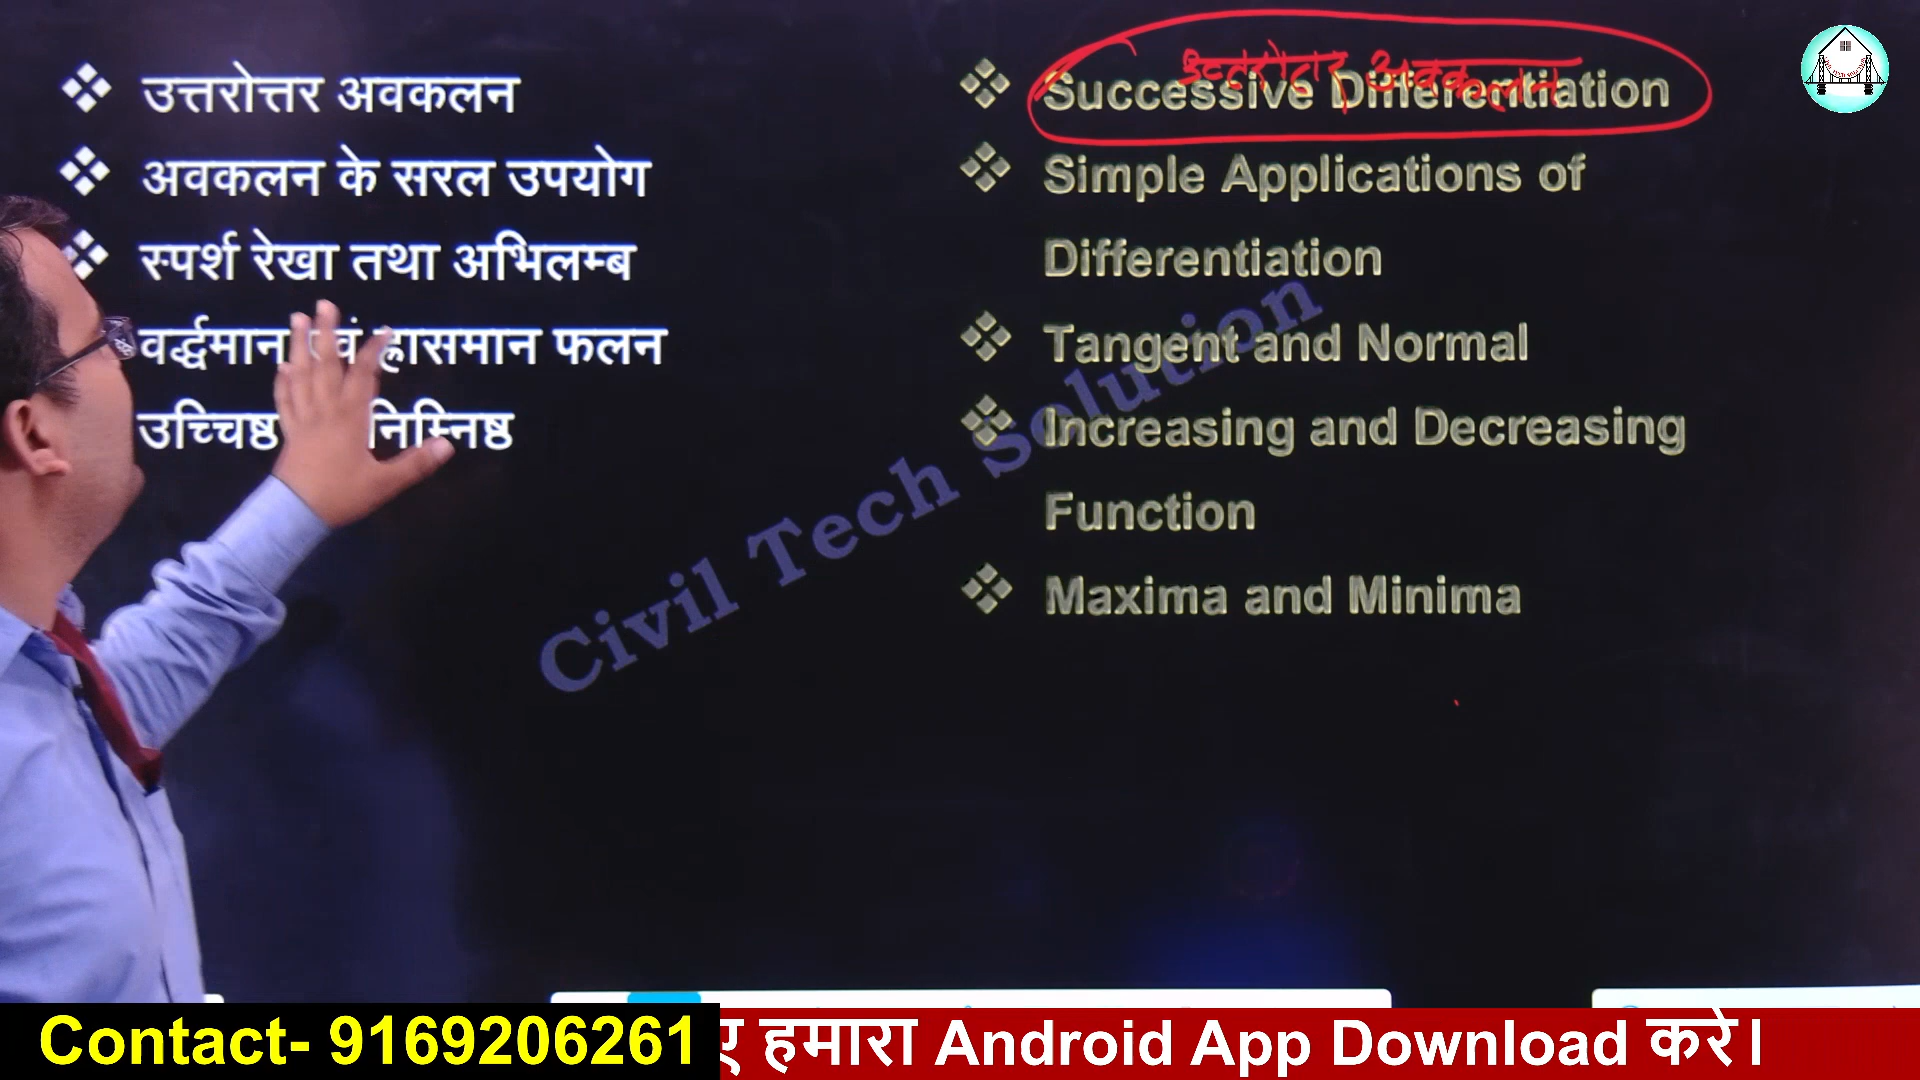 उत्तरोत्तर अवकलन
अवकलन के सरल उपयोग
स्पर्श रेखा तथा अभिलम्ब
वर्द्धमान एवं ह्रासमान फलन
उच्चिष्ठ निम्निष्ठ
उत्तरोत्तर अवकलन
Successive Differentiation
Simple Applications of
Differentiation
Tangent and Normal
Increasing and Decreasing
Function
Maxima and Minima
Civil Tech Solution
Contact- 9169206261
हमारा Android App Download करे।